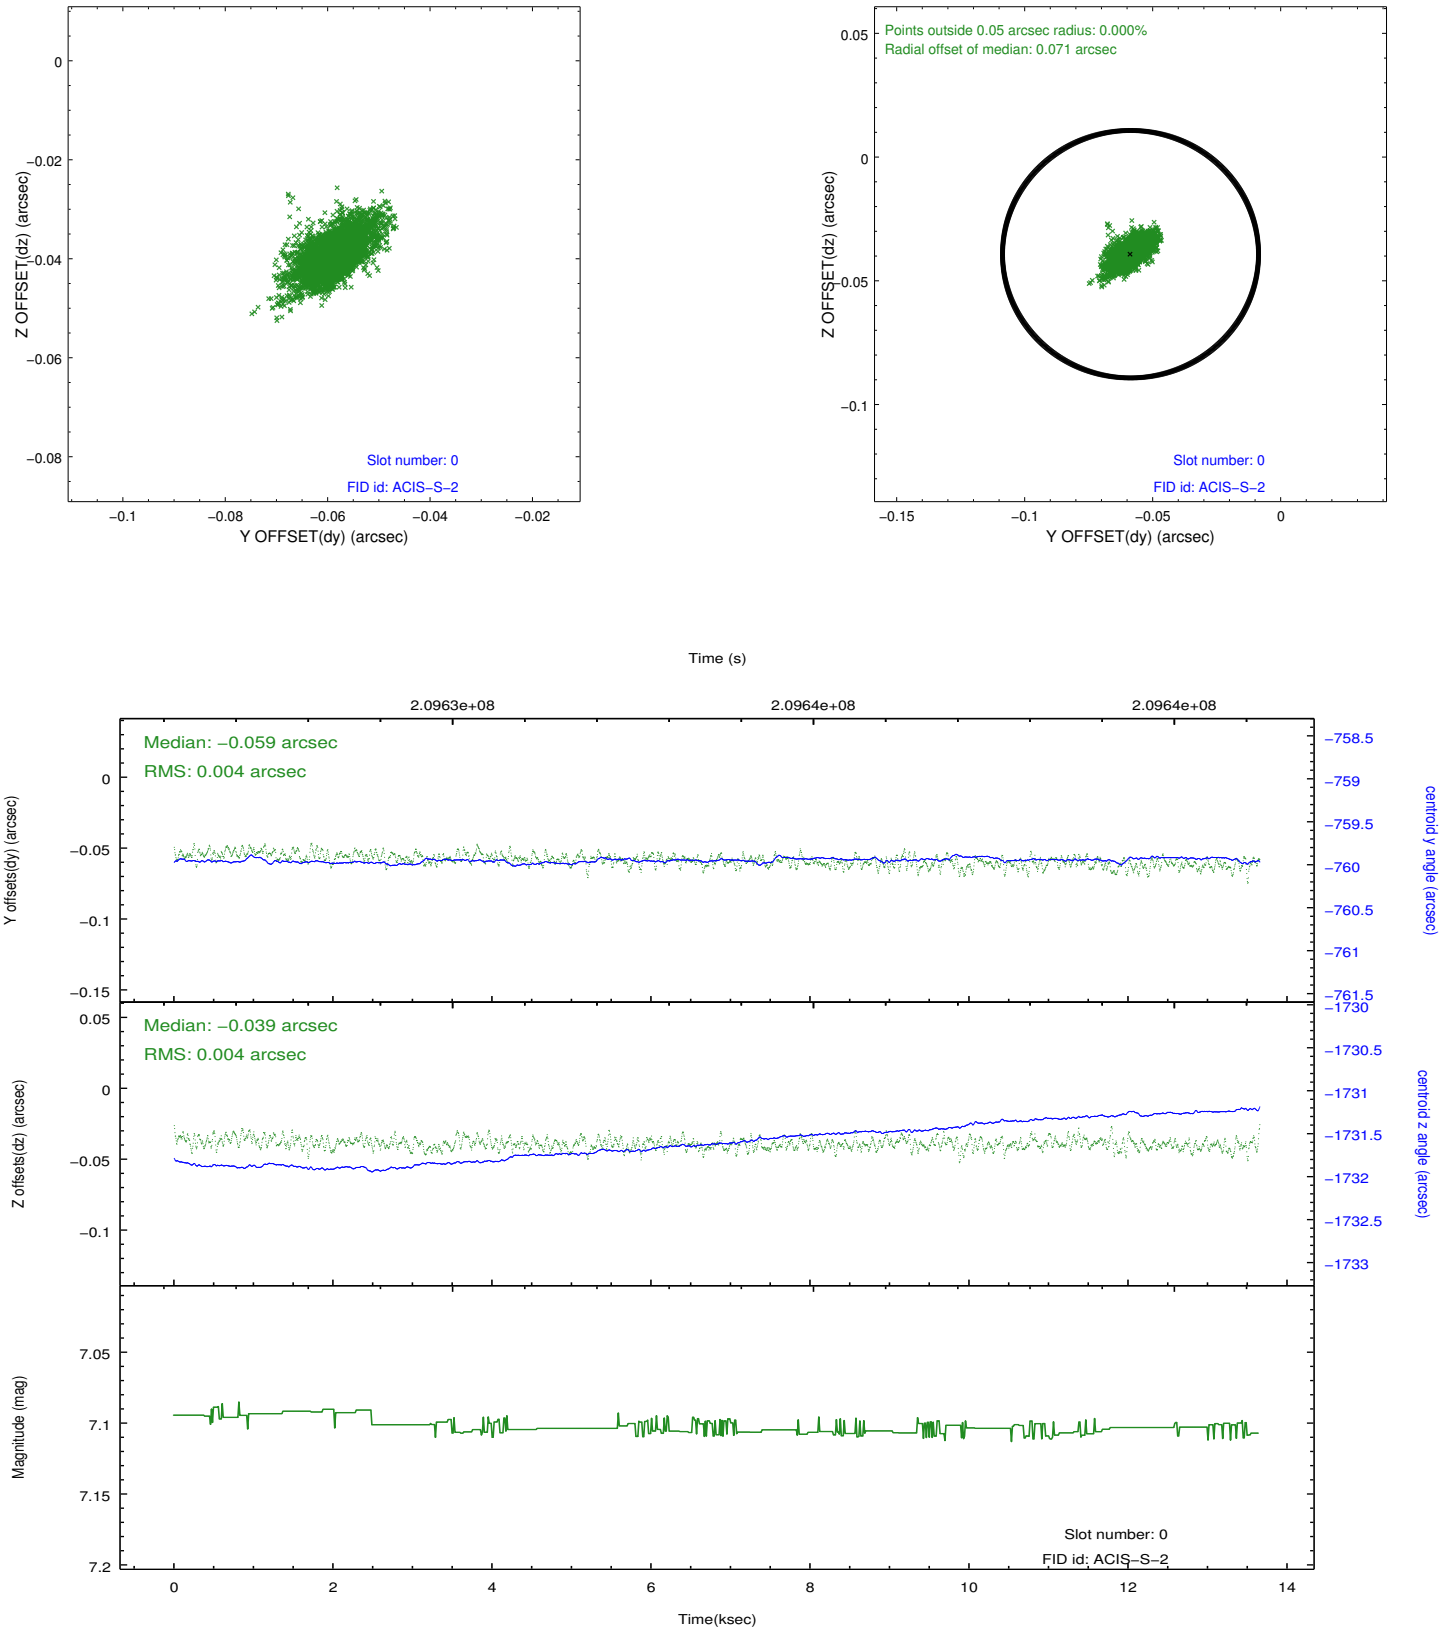 0
−0.02
−0.04
−0.06
−0.08
Z OFFSET(dz) (arcsec)
Slot number: 0
FID id: ACIS−S−2
−0.1
−0.08
−0.06
−0.04
−0.02
Y OFFSET(dy) (arcsec)
Points outside 0.05 arcsec radius: 0.000%
Radial offset of median: 0.071 arcsec
0.05
0
−0.05
−0.1
Z OFFSET(dz) (arcsec)
Slot number: 0
FID id: ACIS−S−2
−0.15
−0.1
−0.05
0
Y OFFSET(dy) (arcsec)
Time (s)
2.0963e+08
2.0964e+08
2.0964e+08
Median: −0.059 arcsec
RMS: 0.004 arcsec
0
−0.05
−0.1
−0.15
Y offsets(dy) (arcsec)
−758.5
−759
−759.5
−760
−760.5
−761
−761.5
centroid y angle (arcsec)
Median: −0.039 arcsec
RMS: 0.004 arcsec
0.05
0
−0.05
−0.1
Z offsets(dz) (arcsec)
−1730
−1730.5
−1731
−1731.5
−1732
−1732.5
−1733
centroid z angle (arcsec)
7.05
7.1
7.15
7.2
Magnitude (mag)
Slot number: 0
FID id: ACIS−S−2
0
2
4
6
8
10
12
14
Time(ksec)